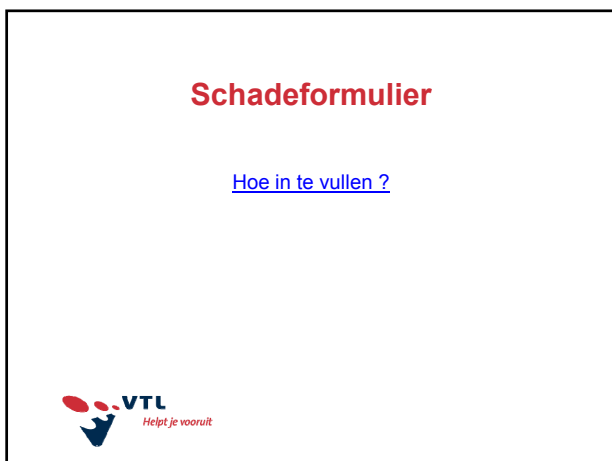 Schadeformulier
Hoe in te vullen ?
VTL
Helpt je vooruit